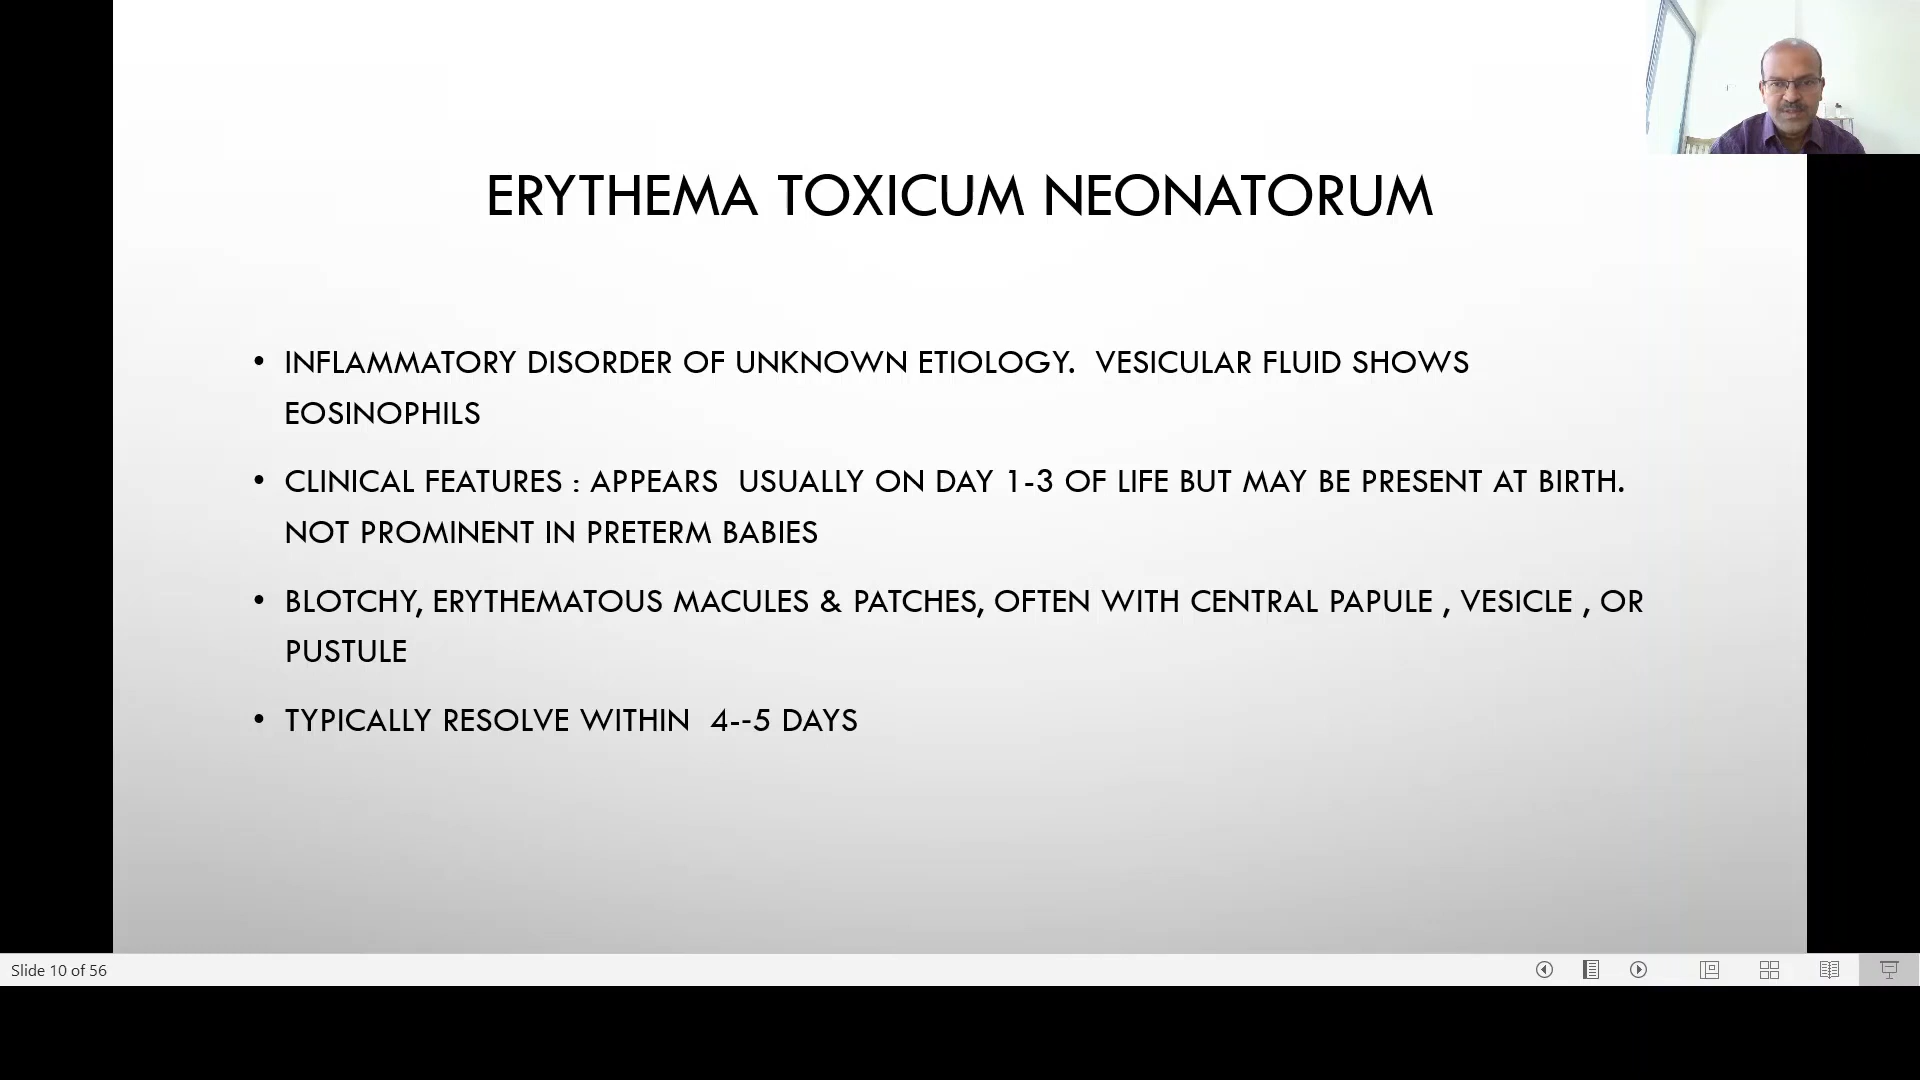 ERYTHEMA TOXICUM NEONATORUM
• INFLAMMATORY DISORDER OF UNKNOWN ETIOLOGY.  VESICULAR FLUID SHOWS
EOSINOPHILS
• CLINICAL FEATURES : APPEARS  USUALLY ON DAY 1-3 OF LIFE BUT MAY BE PRESENT AT BIRTH.
NOT PROMINENT IN PRETERM BABIES
• BLOTCHY, ERYTHEMATOUS MACULES & PATCHES, OFTEN WITH CENTRAL PAPULE , VESICLE , OR
PUSTULE
• TYPICALLY RESOLVE WITHIN  4--5 DAYS
Slide 10 of 56